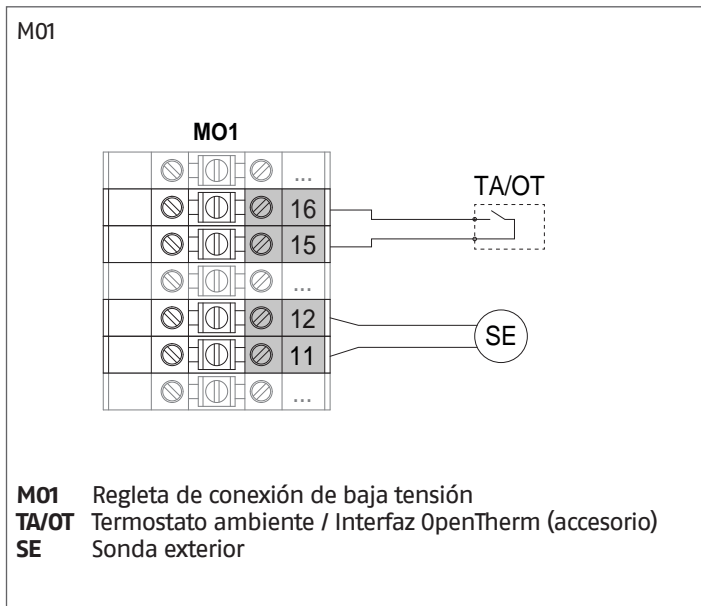 M01
MO1
...
16
15
...
12
11
...
TA/OT
SE
M01 Regleta de conexión de baja tensión
TA/OT Termostato ambiente / Interfaz 0penTherm (accesorio)
SE Sonda exterior